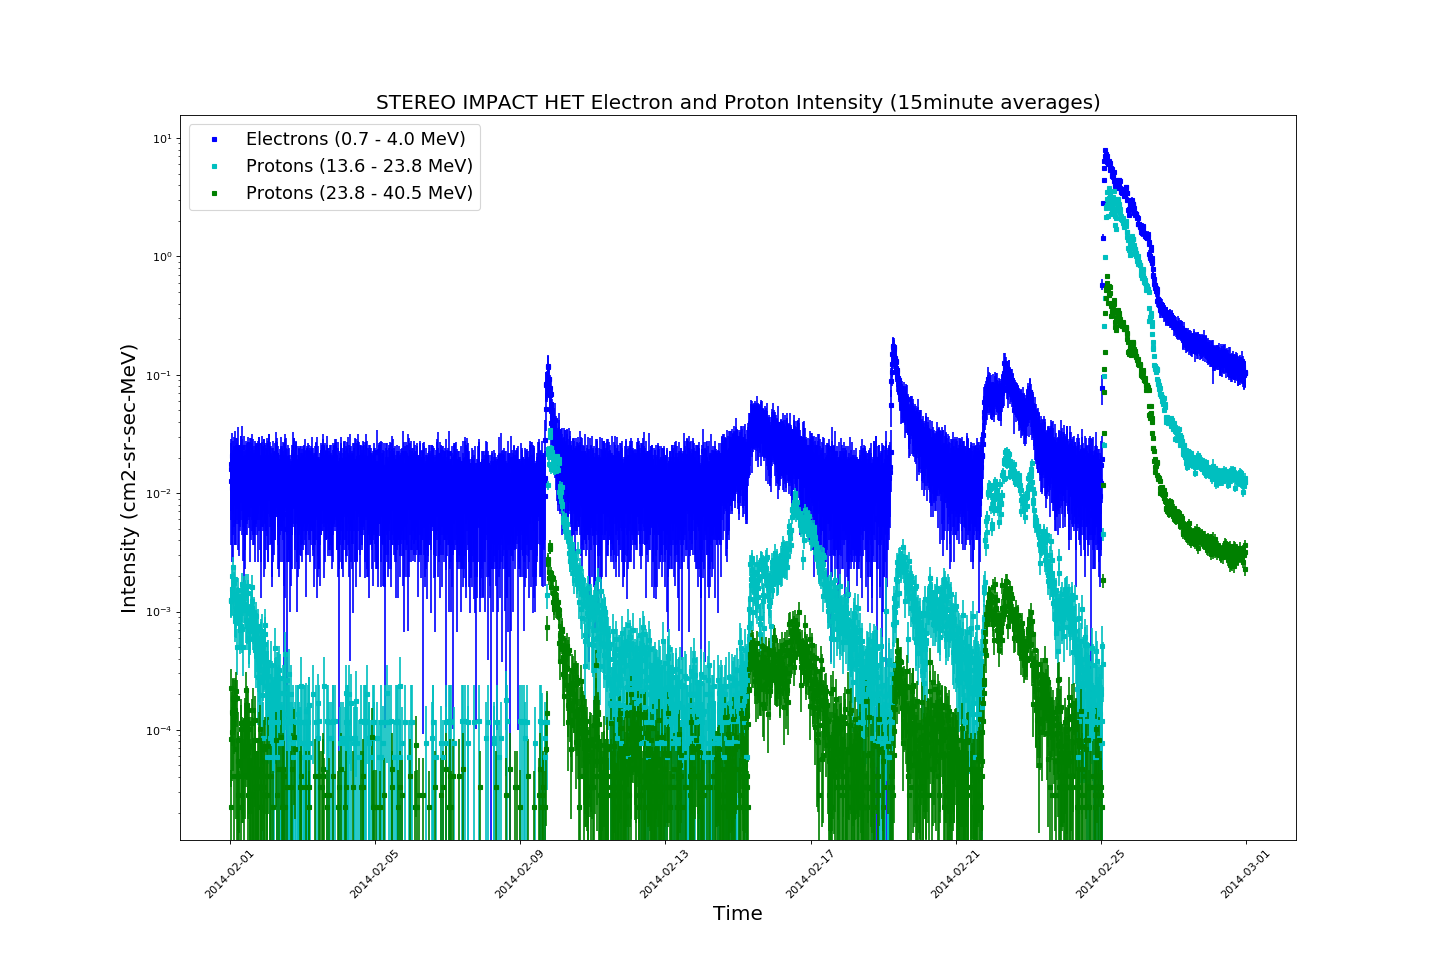 STEREO IMPACT HET Electron and Proton Intensity (15minute averages)
Electrons (0.7 - 4.0 MeV)
Protons (13.6 - 23.8 MeV)
Protons (23.8 - 40.5 MeV)
Intensity (cm2-sr-sec-MeV)
10¹
10⁰
10⁻¹
10⁻²
10⁻³
10⁻⁴
2014-02-01
2014-02-05
2014-02-09
2014-02-13
2014-02-17
2014-02-21
2014-02-25
2014-03-01
Time